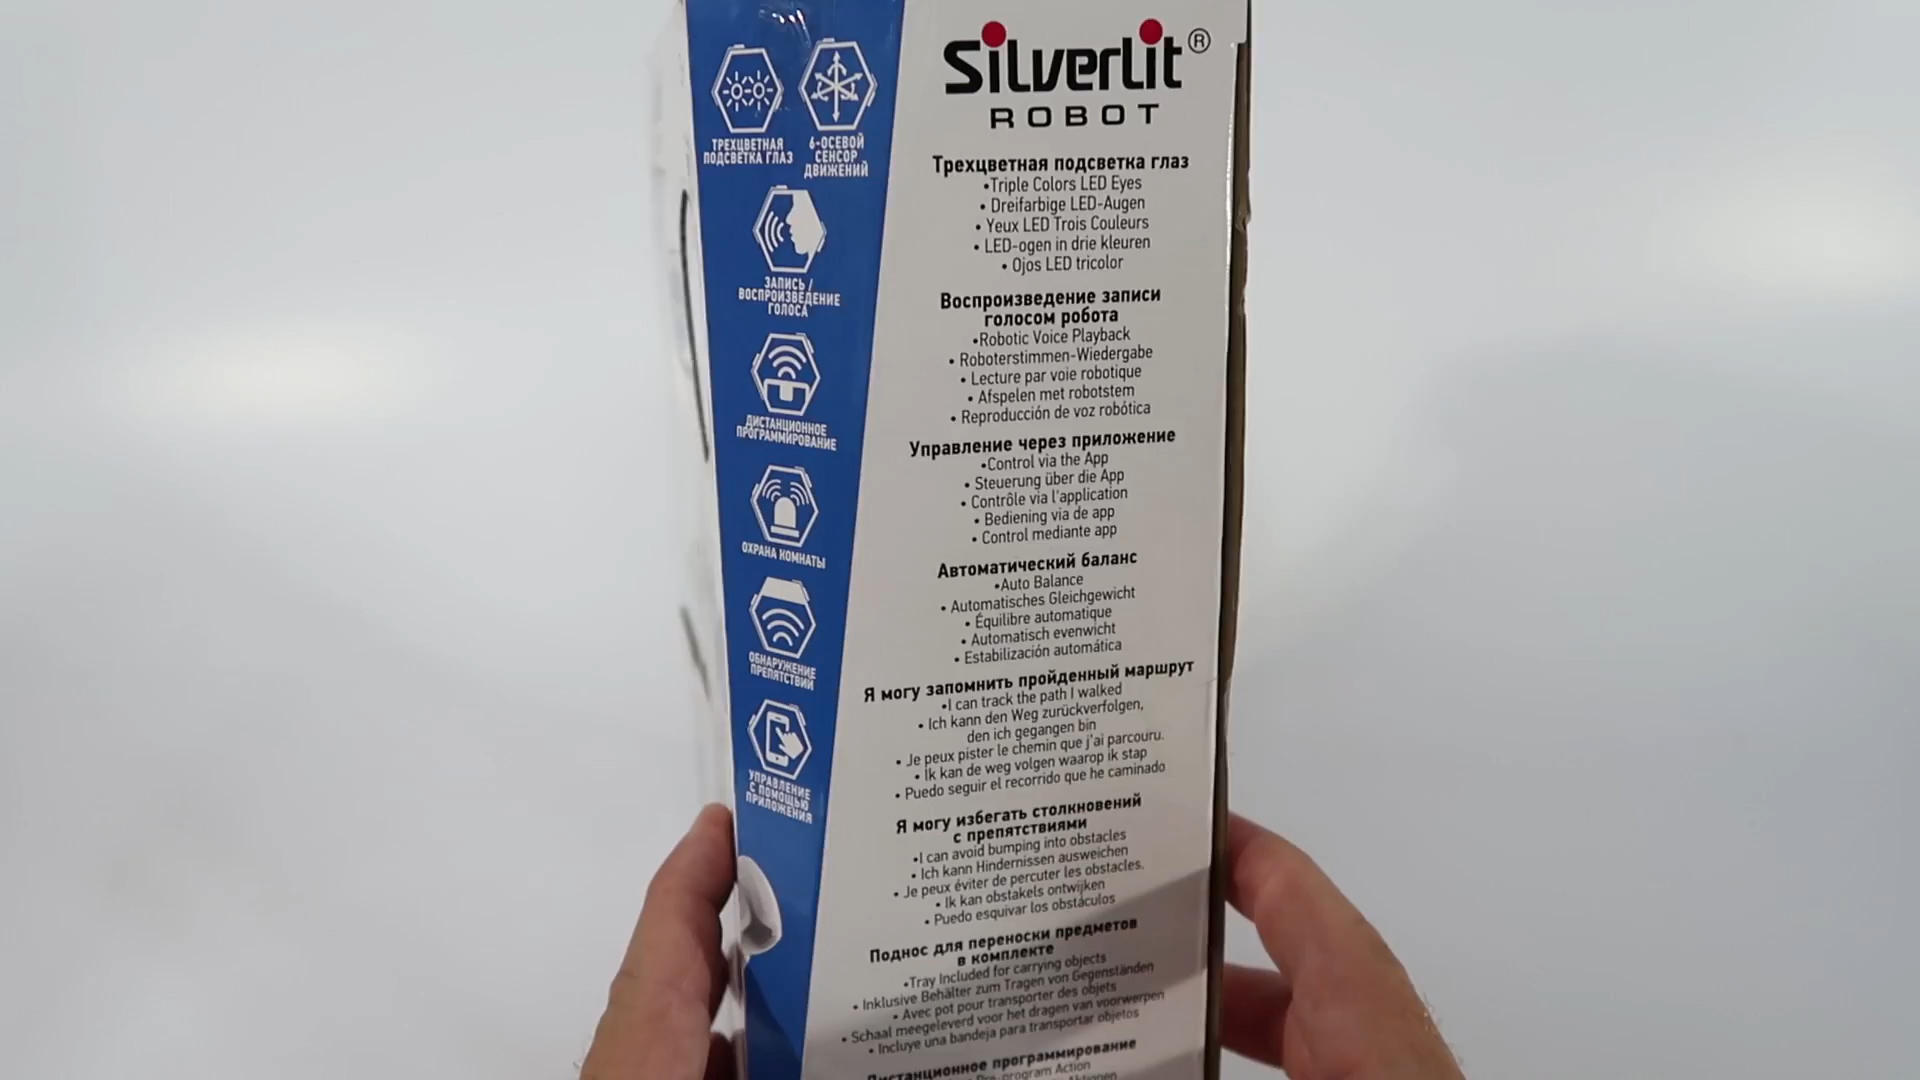 ТРЕХЦВЕТНАЯ
ПОДСВЕТКА ГЛАЗ
6-ОСЕВОЙ
СЕНСОР
ДВИЖЕНИЙ
ЗАПИСЬ /
ВОСПРОИЗВЕДЕНИЕ
ГОЛОСА
ДИСТАНЦИОННОЕ
ПРОГРАММИРОВАНИЕ
ОХРАНА КОМНАТЫ
ОБНАРУЖЕНИЕ
ПРЕПЯТСТВИЙ
УПРАВЛЕНИЕ
С ПОМОЩЬЮ
ПРИЛОЖЕНИЯ
Silverlit®
ROBOT
Трехцветная подсветка глаз
•Triple Colors LED Eyes
• Dreifarbige LED-Augen
• Yeux LED Trois Couleurs
• LED-ogen in drie kleuren
• Ojos LED tricolor
Воспроизведение записи
голосом робота
•Robotic Voice Playback
• Roboterstimmen-Wiedergabe
• Lecture par voie robotique
• Afspelen met robotstem
• Reproducción de voz robótica
Управление через приложение
•Control via the App
• Steuerung über die App
• Contrôle via l'application
• Bediening via de app
• Control mediante app
Автоматический баланс
•Auto Balance
• Automatisches Gleichgewicht
• Équilibre automatique
• Automatisch evenwicht
• Estabilización automática
Я могу запомнить пройденный маршрут
•I can track the path I walked
• Ich kann den Weg zurückverfolgen,
den ich gegangen bin
• Je peux pister le chemin que j'ai parcouru.
• Ik kan de weg volgen waarop ik stap
• Puedo seguir el recorrido que he caminado
Я могу избегать столкновений
с препятствиями
•I can avoid bumping into obstacles
• Ich kann Hindernissen ausweichen
• Je peux éviter de percuter les obstacles.
• Ik kan obstakels ontwijken
• Puedo esquivar los obstáculos
Поднос для переноски предметов
в комплекте
•Tray Included for carrying objects
• Inklusive Behälter zum Tragen von Gegenständen
• Avec pot pour transporter des objets
• Schaal meegeleverd voor het dragen van voorwerpen
• Incluye una bandeja para transportar objetos
Дистанционное программирование
Pre-program Action
Aktionen